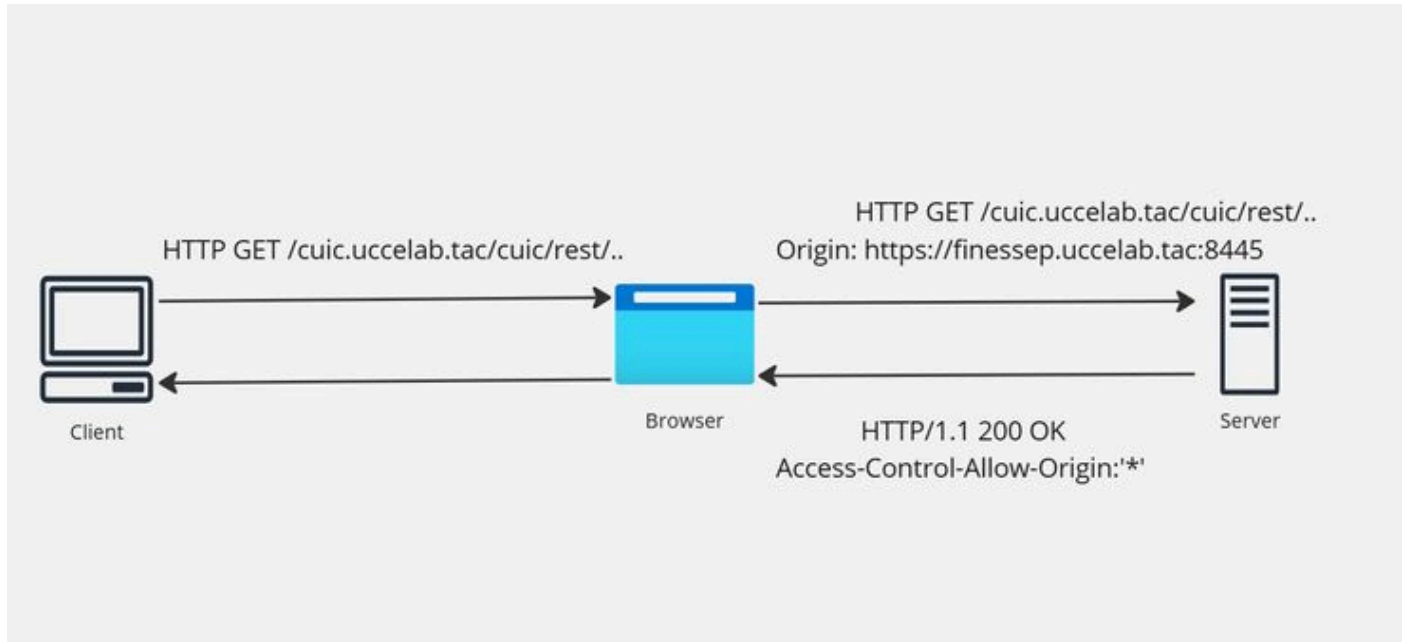 HTTP GET /cuic.uccelab.tac/cuic/rest/..
HTTP GET /cuic.uccelab.tac/cuic/rest/..
Origin: https://finessep.uccelab.tac:8445
Client
Browser
Server
HTTP/1.1 200 OK
Access-Control-Allow-Origin:'*'